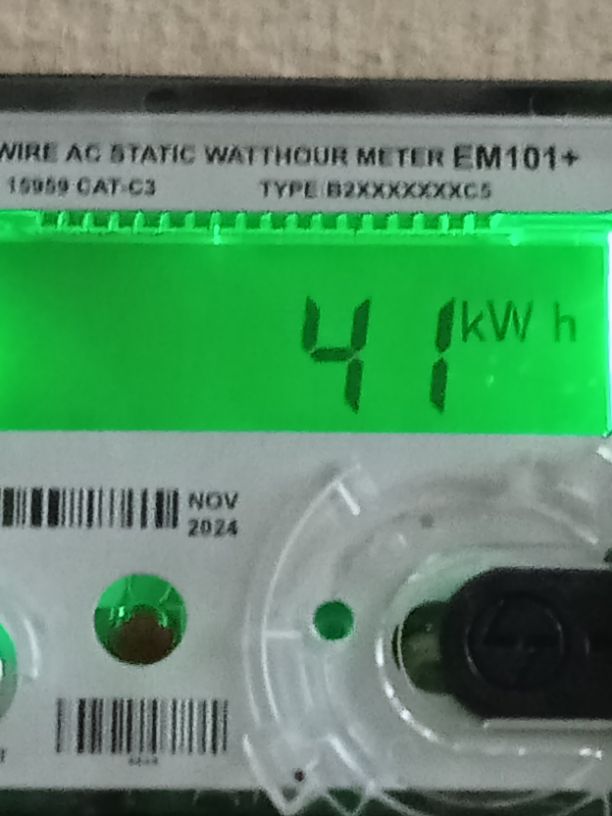 WIRE AC STATIC WATTHOUR METER EM101+
15959 CAT-C3 TYPE B2XXXXXXXC5
41 kWh
NOV
2024